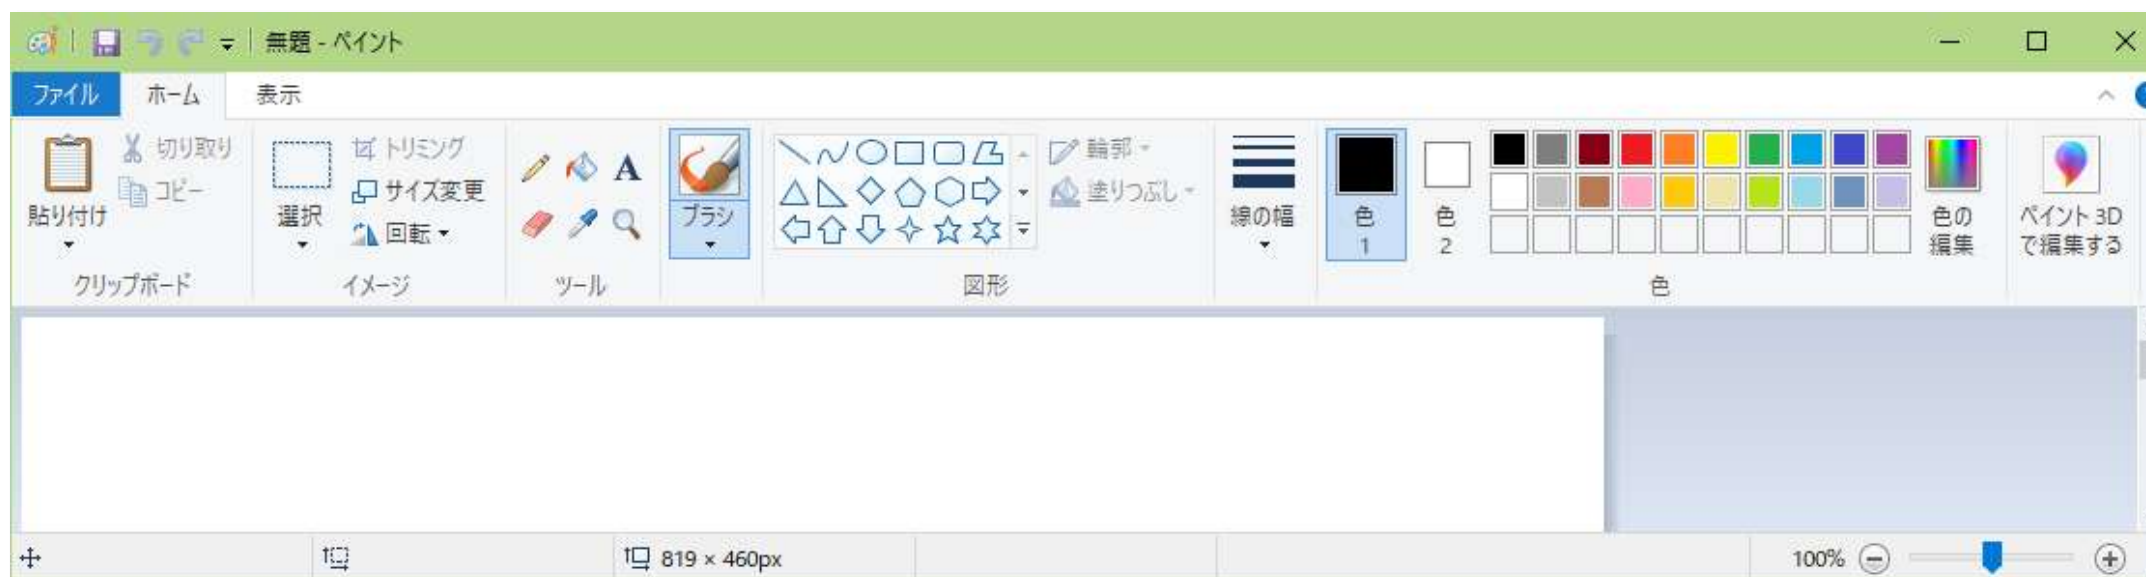 無題 - ペイント
ファイル ホーム 表示
貼り付け
切り取り
コピー
クリップボード
選択
トリミング
サイズ変更
回転
イメージ
A
ツール
ブラシ
輪郭
塗りつぶし
図形
線の幅
色
1
色
2
色の
編集
色
ペイント 3D
で編集する
819 × 460px
100%